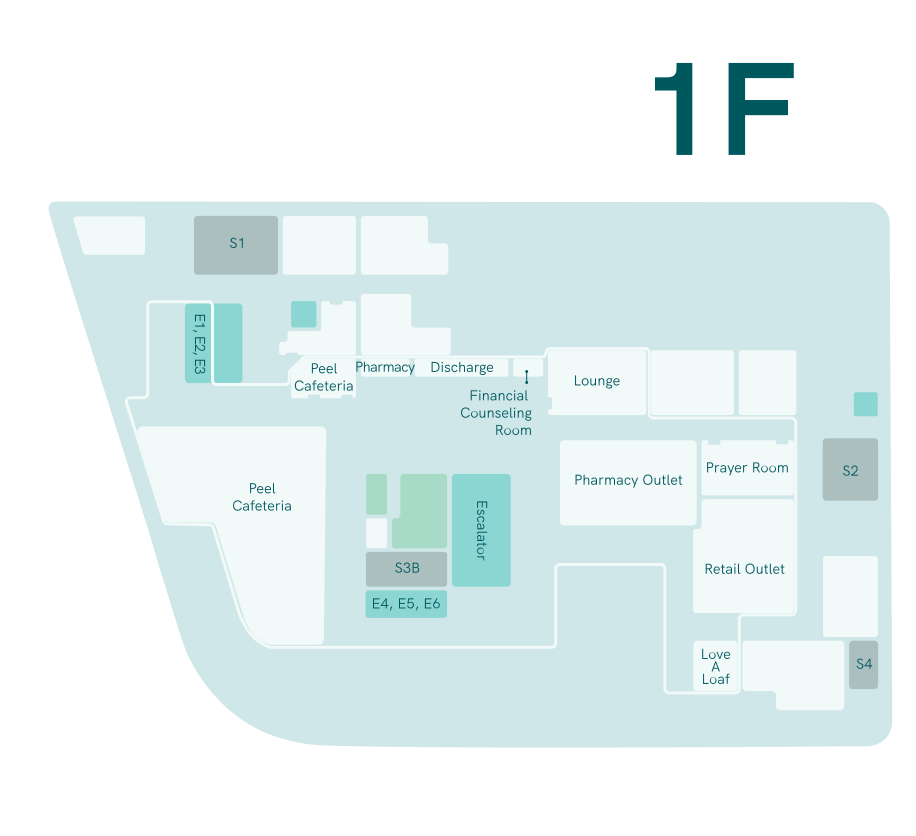 1F
S1
E1, E2, E3
Peel
Cafeteria
Pharmacy
Discharge
Financial
Counseling
Room
Lounge
Peel
Cafeteria
Escalator
S3B
E4, E5, E6
Pharmacy Outlet
Prayer Room
S2
Retail Outlet
Love
A
Loaf
S4